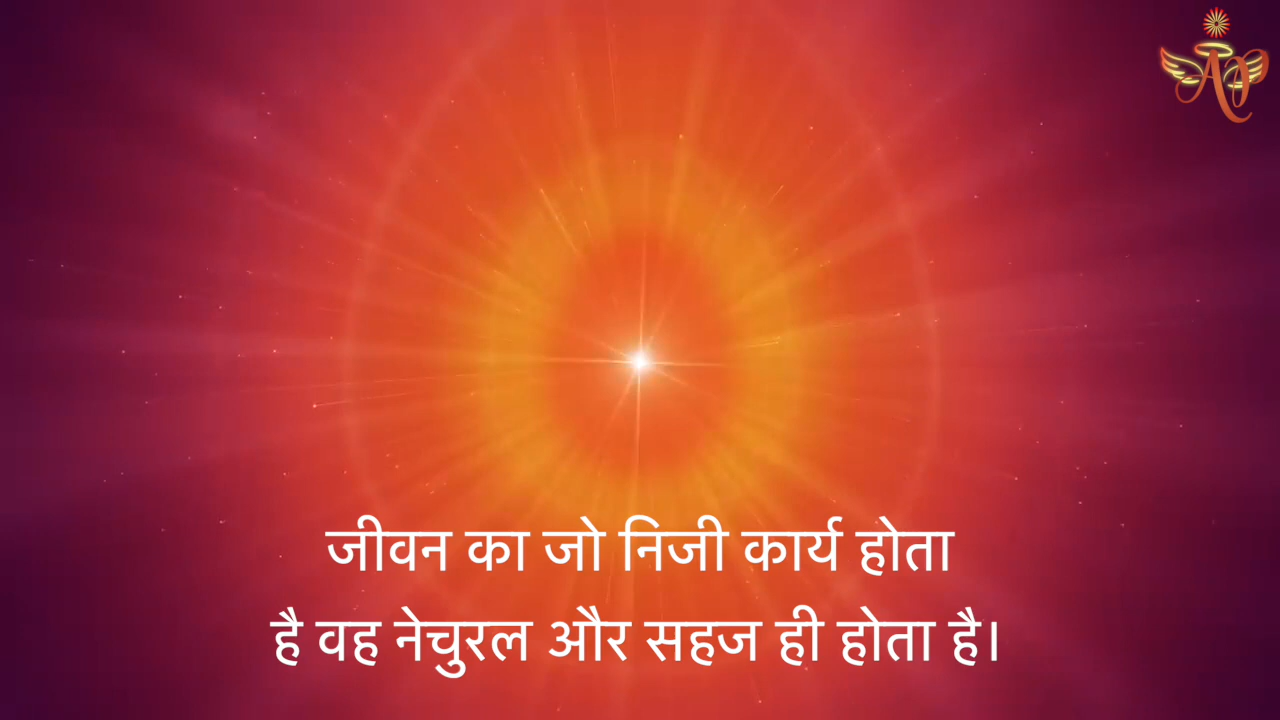 जीवन का जो निजी कार्य होता
है वह नेचुरल और सहज ही होता है।